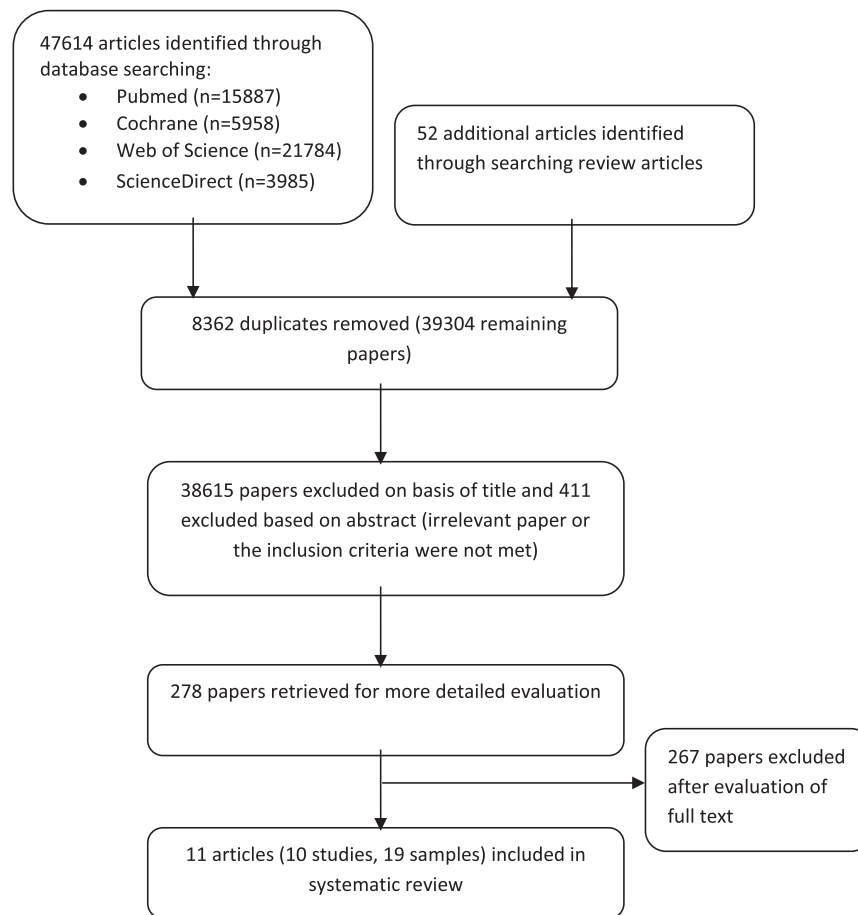 47614 articles identified through
database searching:
• Pubmed (n=15887)
• Cochrane (n=5958)
• Web of Science (n=21784)
• ScienceDirect (n=3985)
52 additional articles identified
through searching review articles
8362 duplicates removed (39304 remaining
papers)
38615 papers excluded on basis of title and 411
excluded based on abstract (irrelevant paper or
the inclusion criteria were not met)
278 papers retrieved for more detailed evaluation
267 papers excluded
after evaluation of
full text
11 articles (10 studies, 19 samples) included in
systematic review